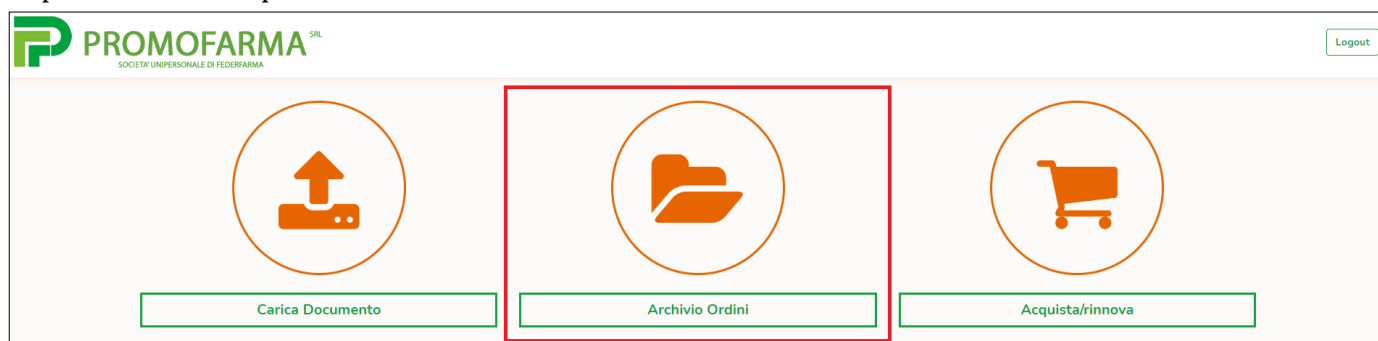 PROMOFARMA SRL
SOCIETA' UNIPERSONALE DI FEDERFARMA
Logout
Carica Documento
Archivio Ordini
Acquista/rinnova